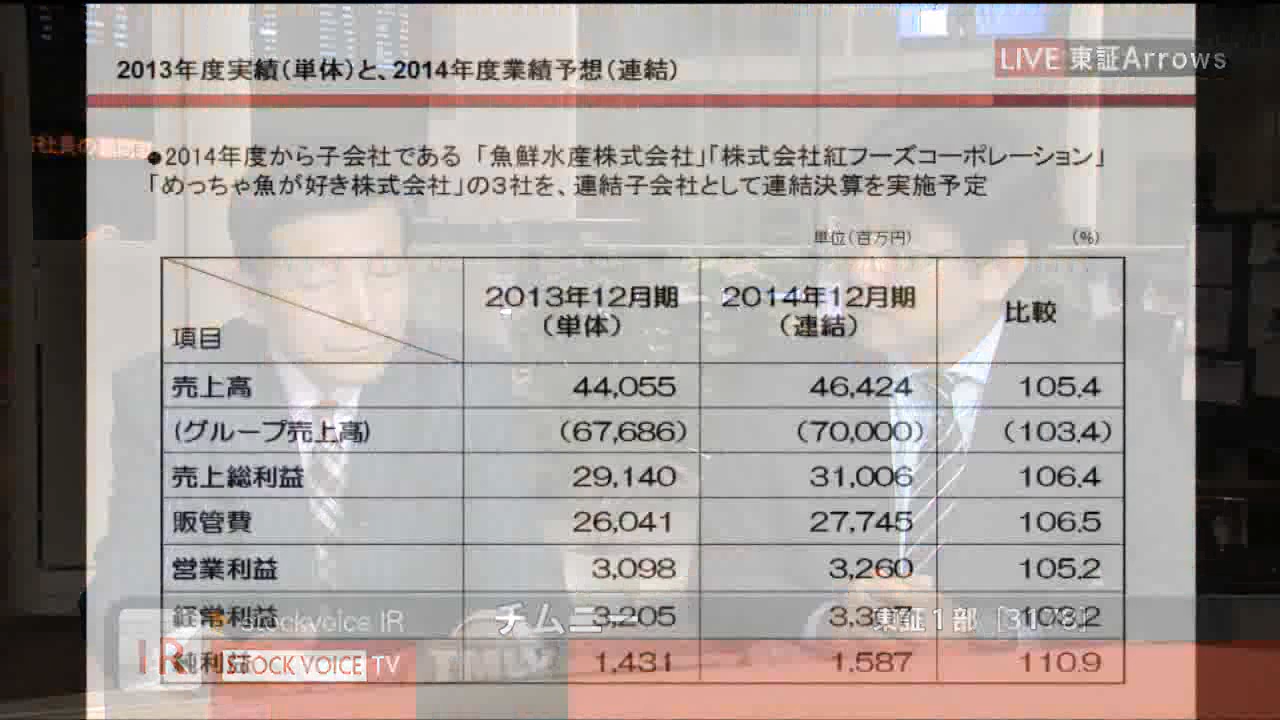 2013年度実績(単体)と、2014年度業績予想(連結)
LIVE 東証Arrows
●2014年度から子会社である「魚鮮水産株式会社」「株式会社紅フーズコーポレーション」
「めっちゃ魚が好き株式会社」の3社を、連結子会社として連結決算を実施予定
単位(百万円) (%)
項目 2013年12月期(単体) 2014年12月期(連結) 比較
売上高 44,055 46,424 105.4
(グループ売上高) (67,686) (70,000) (103.4)
売上総利益 29,140 31,006 106.4
販管費 26,041 27,745 106.5
営業利益 3,098 3,260 105.2
経常利益 3,205 103.2
stockvoice IR チムニー 東証1部
純利益 1,431 1,587 110.9
IR STOCK VOICE TV